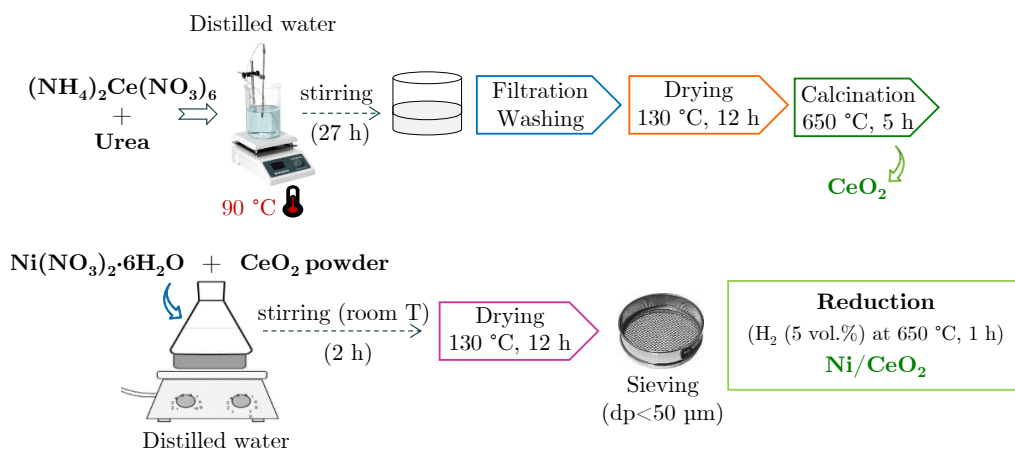 Distilled water
(NH₄)₂Ce(NO₃)₆
+
Urea
90 °C
stirring
(27 h)
Filtration
Washing
Drying
130 °C, 12 h
Calcination
650 °C, 5 h
CeO₂
Ni(NO₃)₂·6H₂O + CeO₂ powder
Distilled water
stirring (room T)
(2 h)
Drying
130 °C, 12 h
Sieving
(dp<50 µm)
Reduction
(H₂ (5 vol.%) at 650 °C, 1 h)
Ni/CeO₂